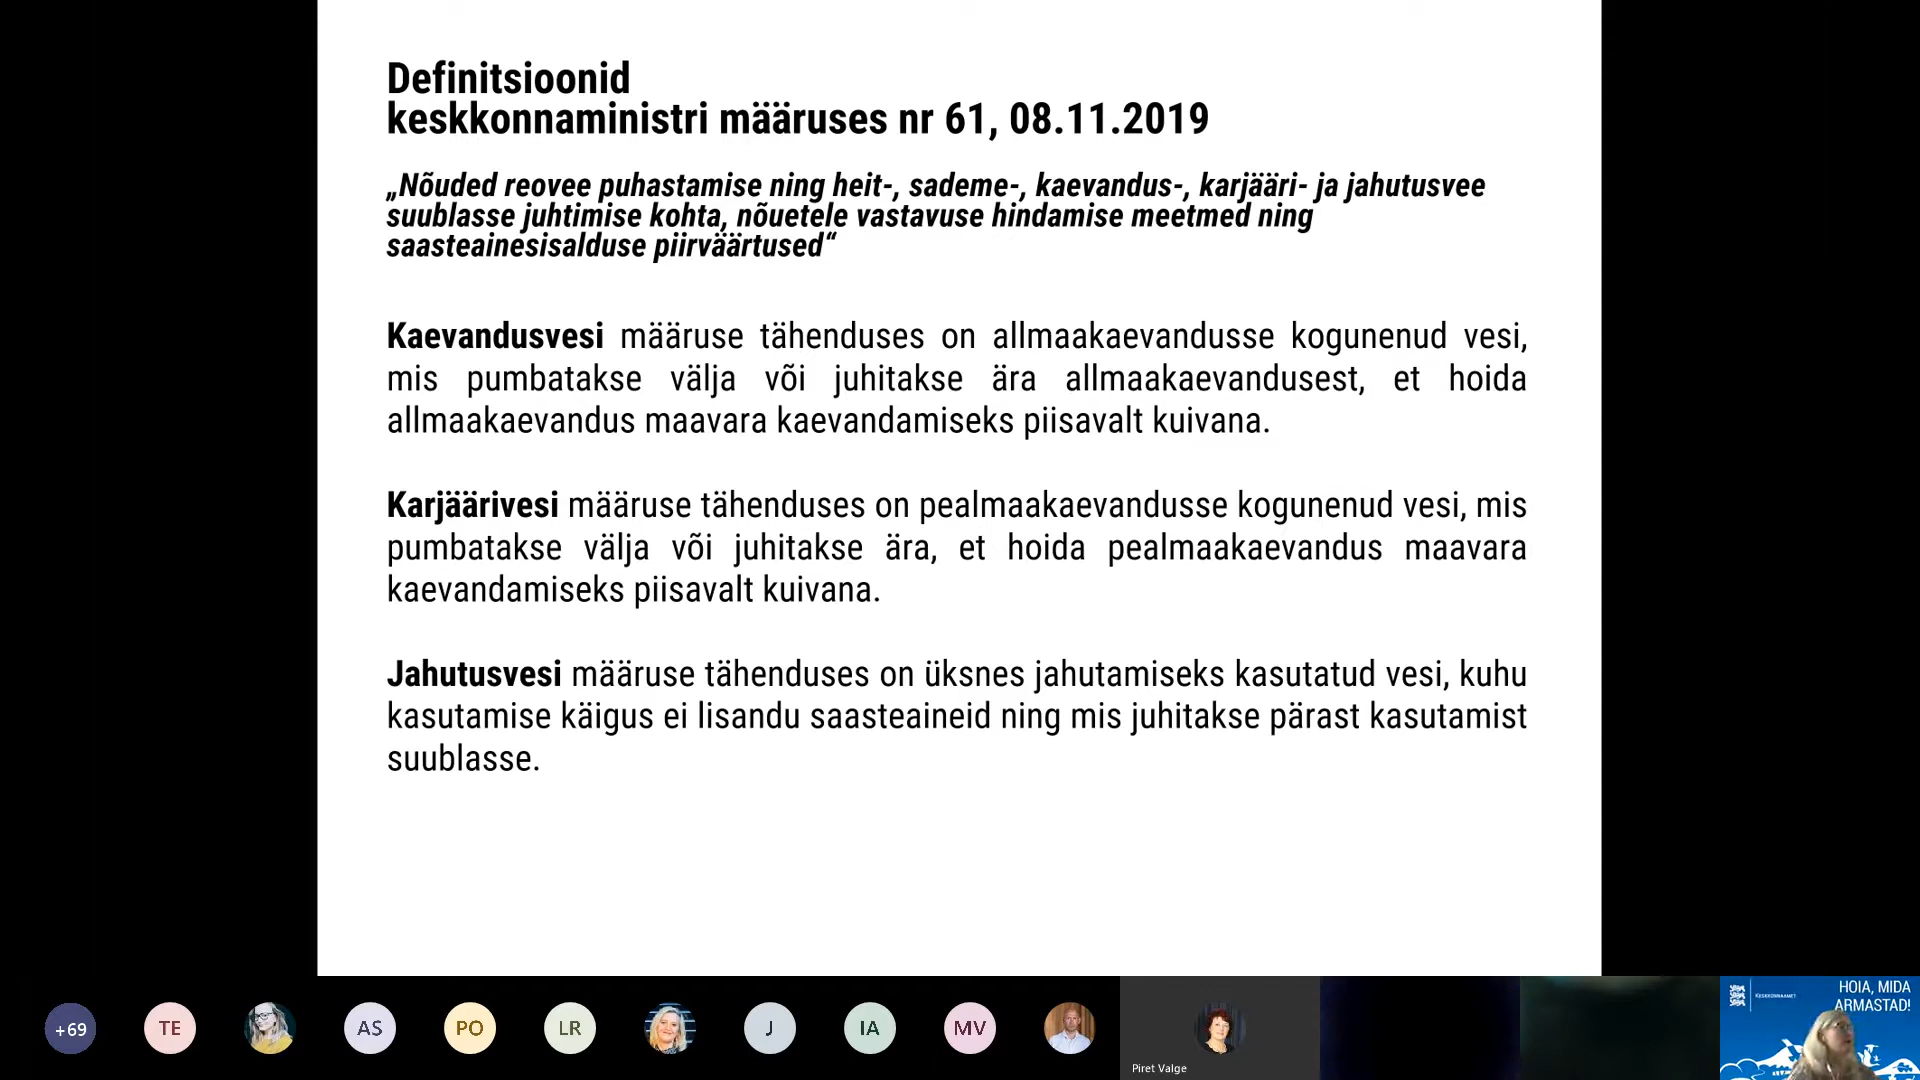 Definitsioonid
keskkonnaministri määruses nr 61, 08.11.2019
„Nõuded reovee puhastamise ning heit-, sademe-, kaevandus-, karjääri- ja jahutusvee
suublasse juhtimise kohta, nõuetele vastavuse hindamise meetmed ning
saasteainesisalduse piirväärtused“
Kaevandusvesi määruse tähenduses on allmaakaevandusse kogunenud vesi,
mis pumbatakse välja või juhitakse ära allmaakaevandusest, et hoida
allmaakaevandus maavara kaevandamiseks piisavalt kuivana.
Karjäärivesi määruse tähenduses on pealmaakaevandusse kogunenud vesi, mis
pumbatakse välja või juhitakse ära, et hoida pealmaakaevandus maavara
kaevandamiseks piisavalt kuivana.
Jahutusvesi määruse tähenduses on üksnes jahutamiseks kasutatud vesi, kuhu
kasutamise käigus ei lisandu saasteaineid ning mis juhitakse pärast kasutamist
suublasse.
+69
TE
AS
PO
LR
J
IA
MV
Piret Valge
KESKKONNAAMET
HOIA, MIDA
ARMASTAD!